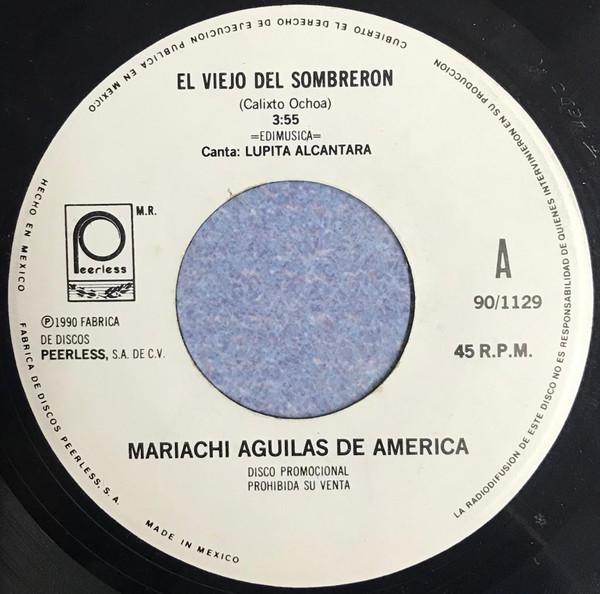 CUBIERTO EL DERECHO DE EJECUCION PUBLICA EN MEXICO
EL VIEJO DEL SOMBRERON
(Calixto Ochoa)
3:55
=EDIMUSICA=
Canta: LUPITA ALCANTARA
Peerless
M.R.
A
90/1129
℗1990 FABRICA
DE DISCOS
PEERLESS, S.A. DE C.V.
45 R.P.M.
MARIACHI AGUILAS DE AMERICA
DISCO PROMOCIONAL
PROHIBIDA SU VENTA
HECHO EN MEXICO
FABRICA DE DISCOS PEERLESS, S.A.
MADE IN MEXICO
LA RADIODIFUSION DE ESTE DISCO NO ES RESPONSABILIDAD DE QUIENES INTERVINIERON EN SU PRODUCCION